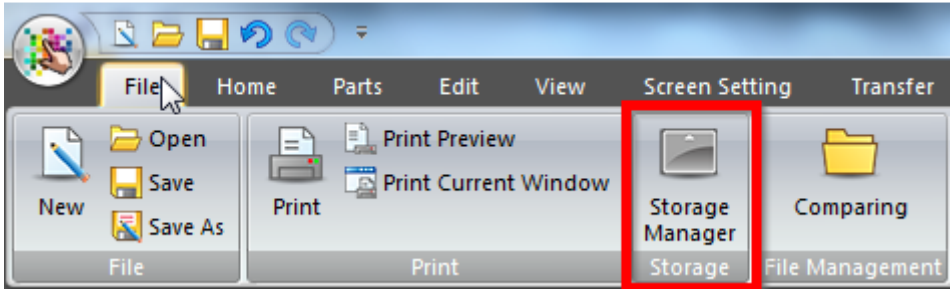 File Home Parts Edit View Screen Setting Transfer
New
Open
Save
Save As
File
Print
Print Preview
Print Current Window
Print
Storage
Manager
Storage
Comparing
File Management